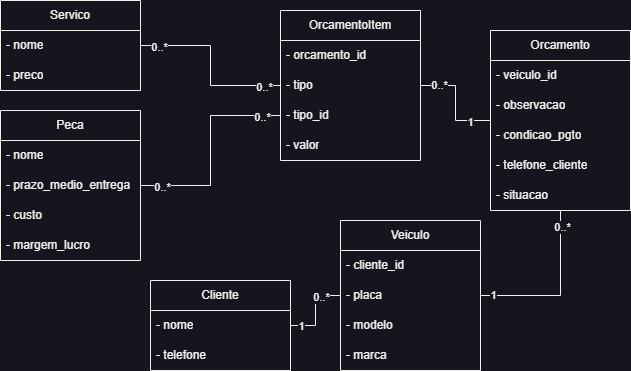 Servico
- nome
- preco
0..*
0..*
OrcamentoItem
- orcamento_id
- tipo
- tipo_id
- valor
0..*
1
Orcamento
- veiculo_id
- observacao
- condicao_pgto
- telefone_cliente
- situacao
Peca
- nome
- prazo_medio_entrega
- custo
- margem_lucro
0..*
0..*
0..*
1
Veiculo
- cliente_id
- placa
- modelo
- marca
0..*
1
Cliente
- nome
- telefone